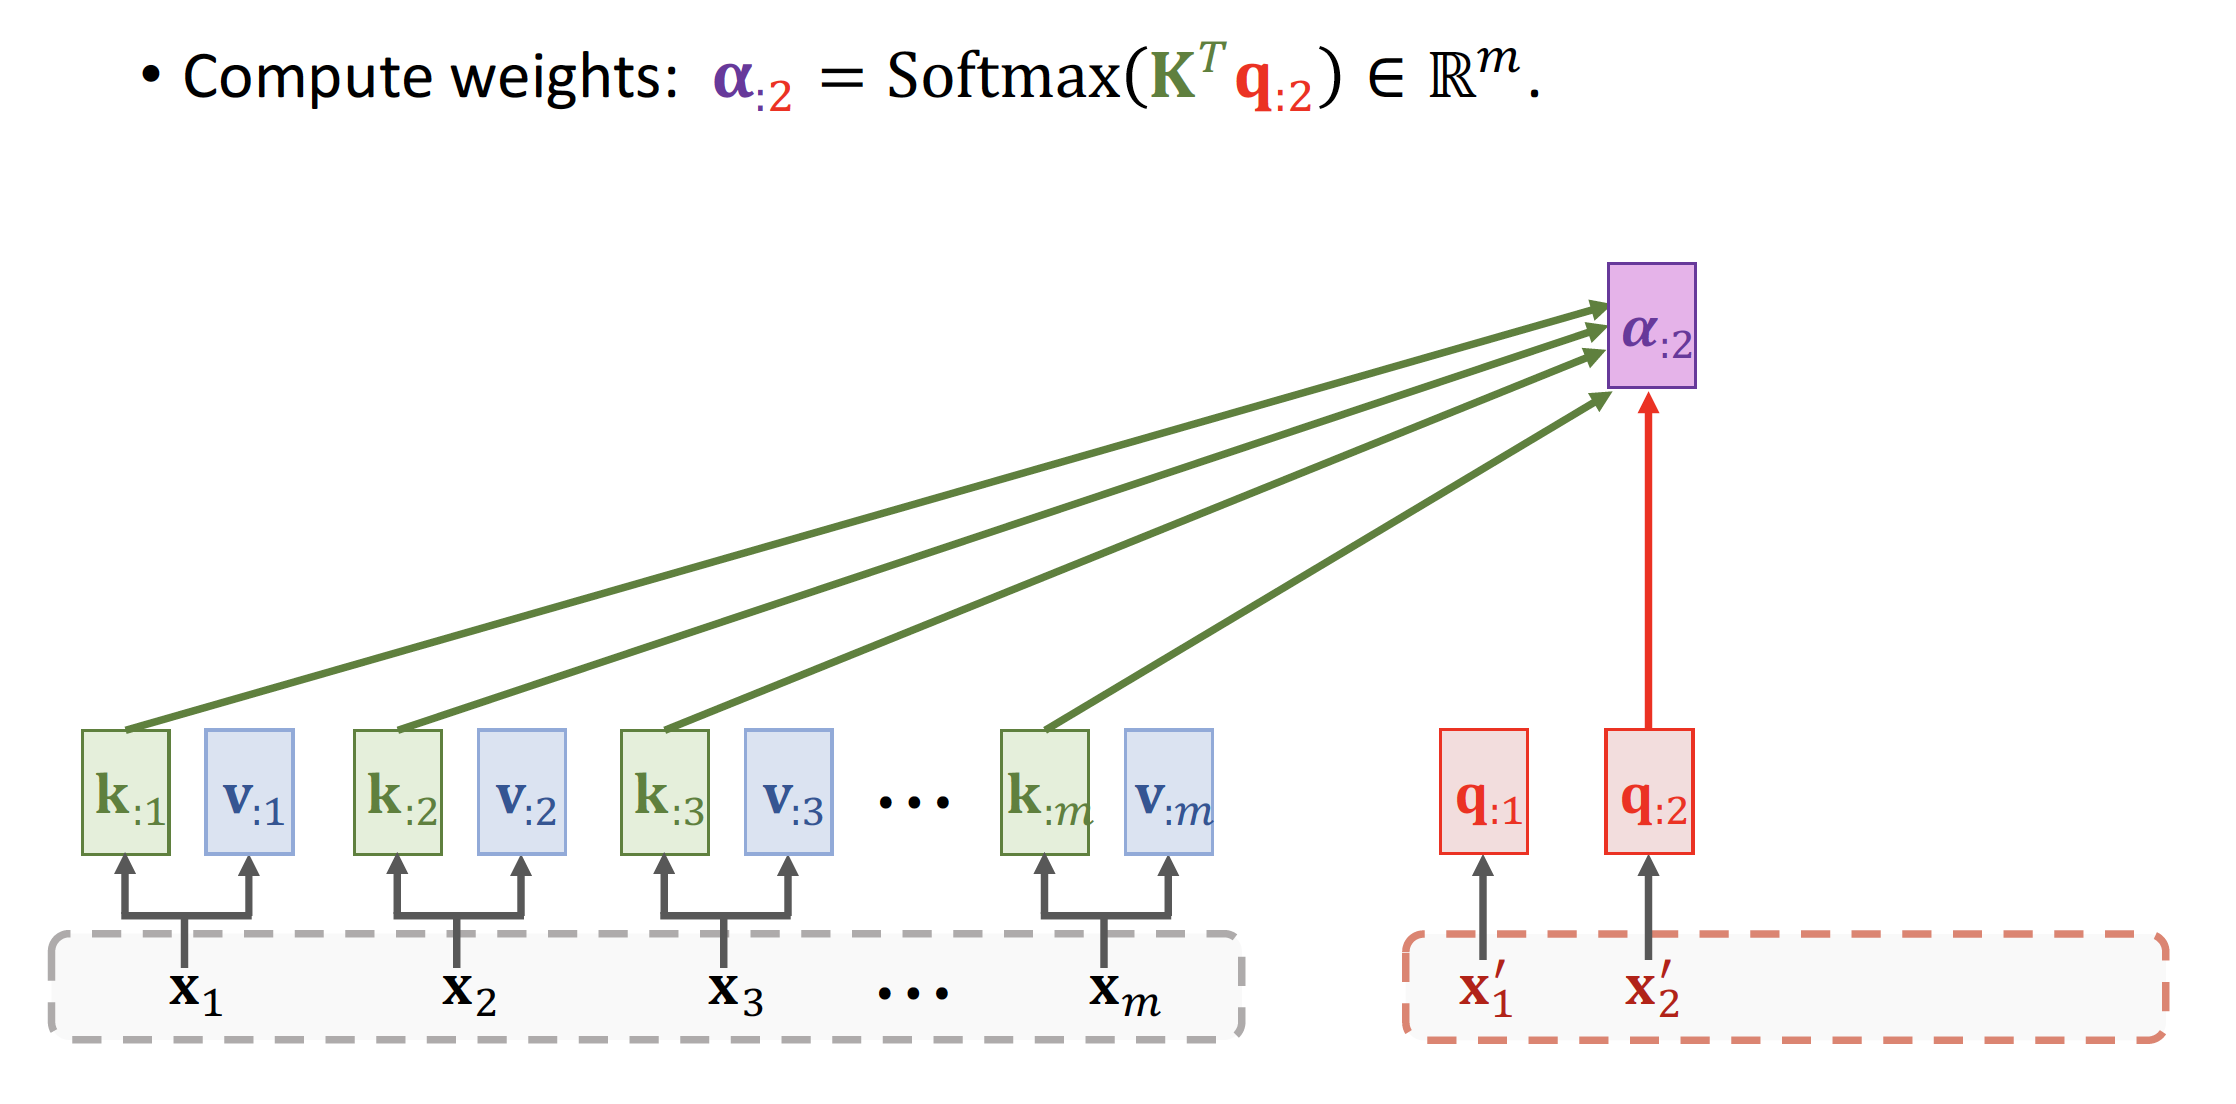 • Compute weights: α:2 = Softmax(Kᵀ q:2) ∈ ℝᵐ.
α:2
k:1 v:1 k:2 v:2 k:3 v:3 ⋯ k:m v:m q:1 q:2
x₁ x₂ x₃ ⋯ xₘ x′₁ x′₂